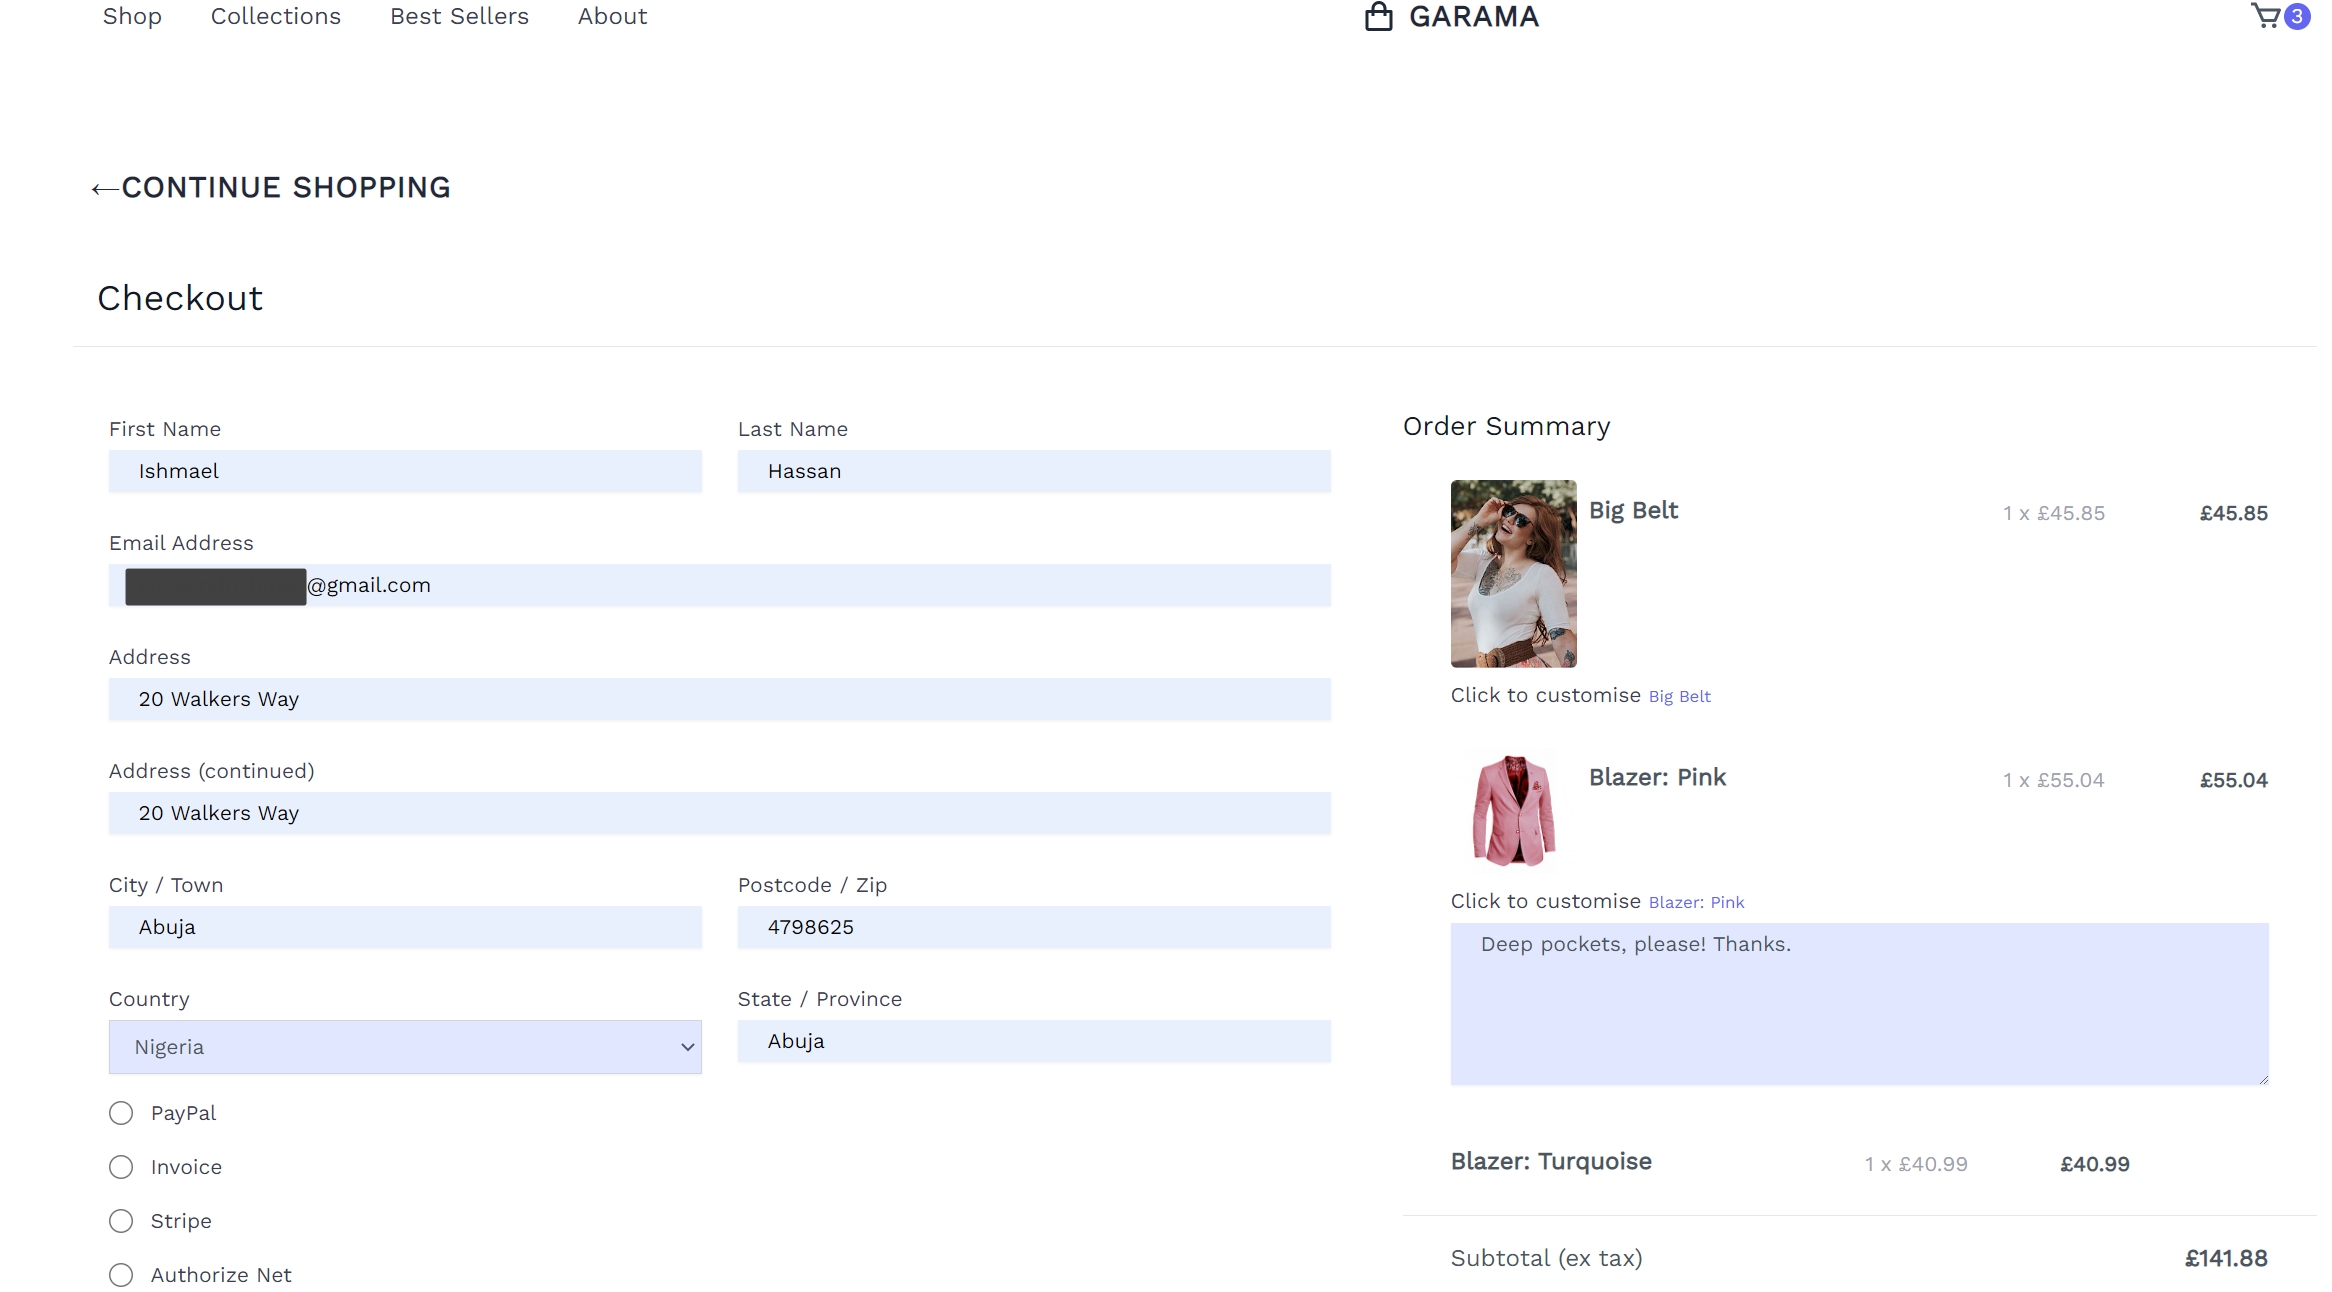 Shop Collections Best Sellers About GARAMA 3
←CONTINUE SHOPPING
Checkout
First Name Last Name
Ishmael Hassan
Email Address
@gmail.com
Address
20 Walkers Way
Address (continued)
20 Walkers Way
City / Town Postcode / Zip
Abuja 4798625
Country State / Province
Nigeria Abuja
PayPal
Invoice
Stripe
Authorize Net
Order Summary
Big Belt 1 x £45.85 £45.85
Click to customise Big Belt
Blazer: Pink 1 x £55.04 £55.04
Click to customise Blazer: Pink
Deep pockets, please! Thanks.
Blazer: Turquoise 1 x £40.99 £40.99
Subtotal (ex tax) £141.88